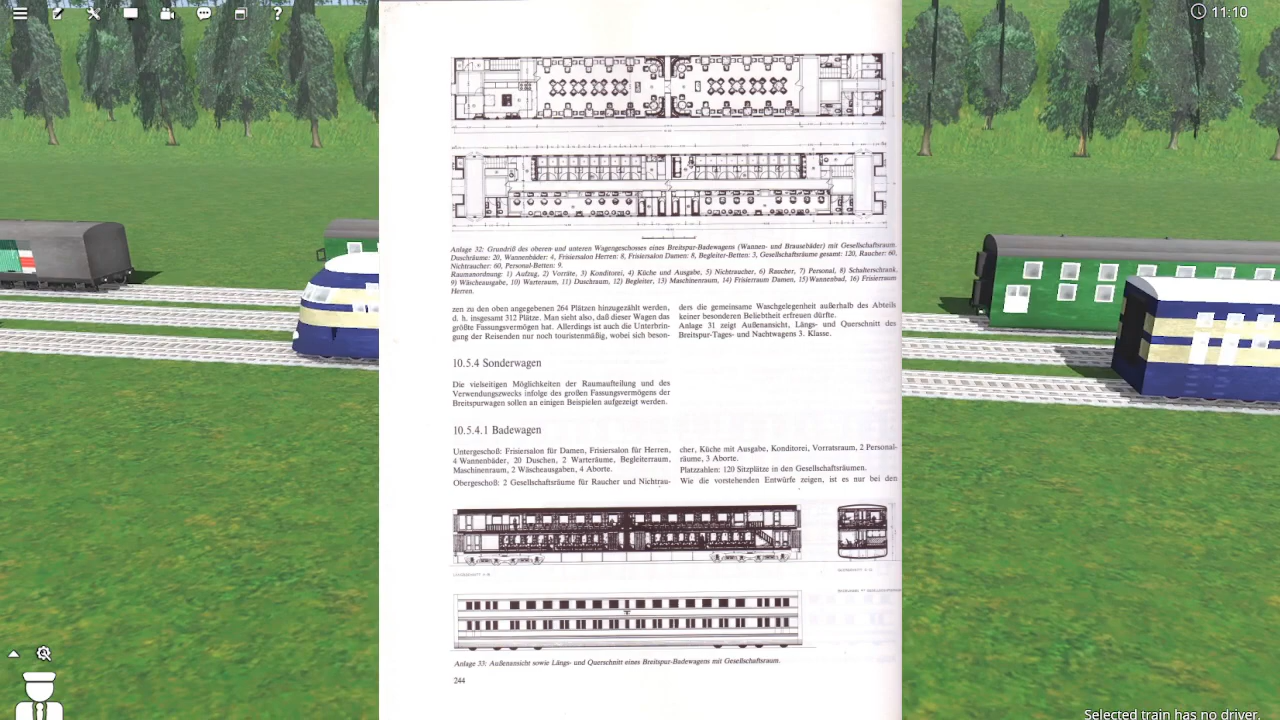 11:10
Anlage 32: Grundriß des oberen und unteren Wagengeschosses eines Breitspur-Badewagens (Wannen- und Brausebäder) mit Gesellschaftsraum.
Duschräume: 20, Wannenbäder: 4, Frisiersalon Herren: 8, Frisiersalon Damen: 8, Begleiter-Betten: 3, Gesellschaftsräume gesamt: 120, Raucher: 60,
Nichtraucher: 60, Personal-Betten: 9.
Raumanordnung: 1) Aufzug, 2) Vorräte, 3) Konditorei, 4) Küche und Ausgabe, 5) Nichtraucher, 6) Raucher, 7) Personal, 8) Schalterschrank,
9) Wäscheausgabe, 10) Warteraum, 11) Duschraum, 12) Begleiter, 13) Maschinenraum, 14) Frisierraum Damen, 15) Wannenbad, 16) Frisierraum
Herren.
zen zu den oben angegebenen 264 Plätzen hinzugezählt werden,
d. h. insgesamt 312 Plätze. Man sieht also, daß dieser Wagen das
größte Fassungsvermögen hat. Allerdings ist auch die Unterbrin-
gung der Reisenden nur noch touristenmäßig, wobei sich beson-
ders die gemeinsame Waschgelegenheit außerhalb des Abteils
keiner besonderen Beliebtheit erfreuen dürfte.
Anlage 31 zeigt Außenansicht, Längs- und Querschnitt des
Breitspur-Tages- und Nachtwagens 3. Klasse.
10.5.4 Sonderwagen
Die vielseitigen Möglichkeiten der Raumaufteilung und des
Verwendungszwecks infolge des großen Fassungsvermögens der
Breitspurwagen sollen an einigen Beispielen aufgezeigt werden.
10.5.4.1 Badewagen
Untergeschoß: Frisiersalon für Damen, Frisiersalon für Herren,
4 Wannenbäder, 20 Duschen, 2 Warteräume, Begleiterraum,
Maschinenraum, 2 Wäscheausgaben, 4 Aborte.
Obergeschoß: 2 Gesellschaftsräume für Raucher und Nichtrau-
cher, Küche mit Ausgabe, Konditorei, Vorratsraum, 2 Personal-
räume, 3 Aborte.
Platzzahlen: 120 Sitzplätze in den Gesellschaftsräumen.
Wie die vorstehenden Entwürfe zeigen, ist es nur bei den
Anlage 33: Außenansicht sowie Längs- und Querschnitt eines Breitspur-Badewagens mit Gesellschaftsraum.
244
Selected train has no driver.